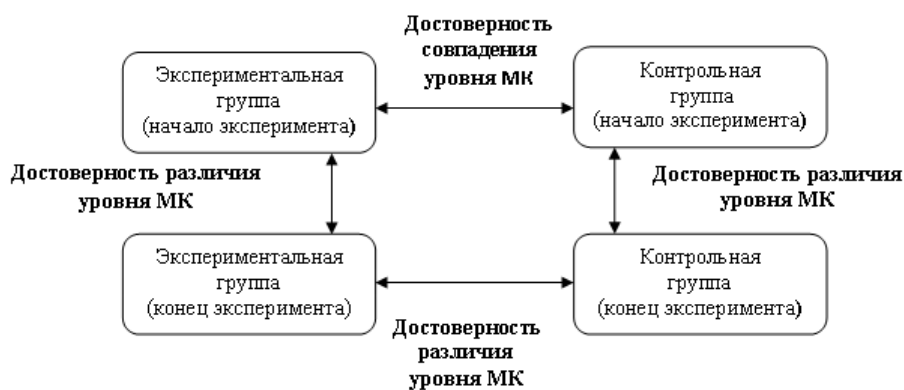 Достоверность
совпадения
уровня МК
Экспериментальная
группа
(начало эксперимента)
Контрольная
группа
(начало эксперимента)
Достоверность различия
уровня МК
Достоверность различия
уровня МК
Экспериментальная
группа
(конец эксперимента)
Контрольная
группа
(конец эксперимента)
Достоверность
различия
уровня МК